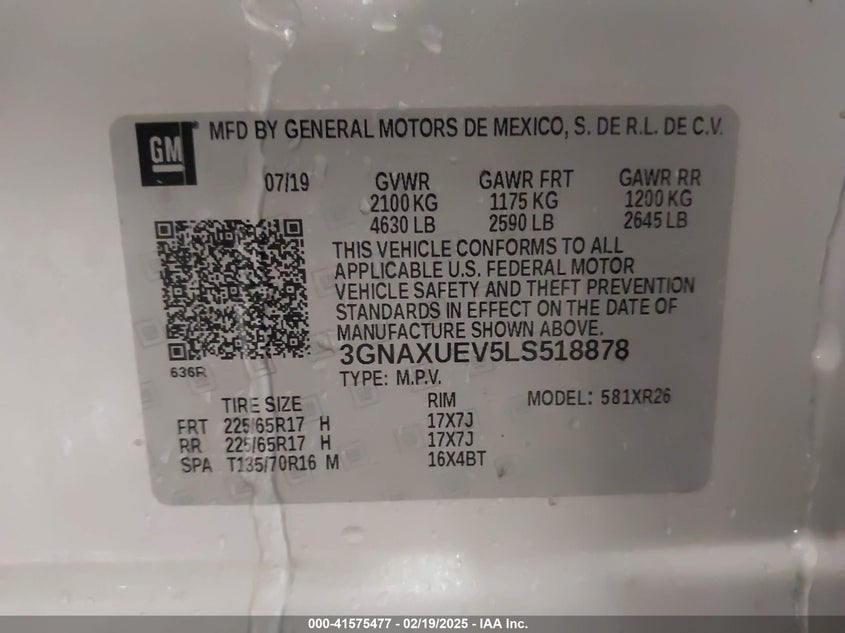 GM
MFD BY GENERAL MOTORS DE MEXICO, S. DE R.L. DE C.V.
07/19 GVWR GAWR FRT GAWR RR
2100 KG 1175 KG 1200 KG
4630 LB 2590 LB 2645 LB
THIS VEHICLE CONFORMS TO ALL
APPLICABLE U.S. FEDERAL MOTOR
VEHICLE SAFETY AND THEFT PREVENTION
STANDARDS IN EFFECT ON THE DATE OF
MANUFACTURE SHOWN ABOVE.
3GNAXUEV5LS518878
636R
TYPE: M.P.V.
TIRE SIZE RIM MODEL: 581XR26
FRT 225/65R17 H 17X7J
RR 225/65R17 H 17X7J
SPA T135/70R16 M 16X4BT
000-41575477 - 02/19/2025 - IAA, Inc.